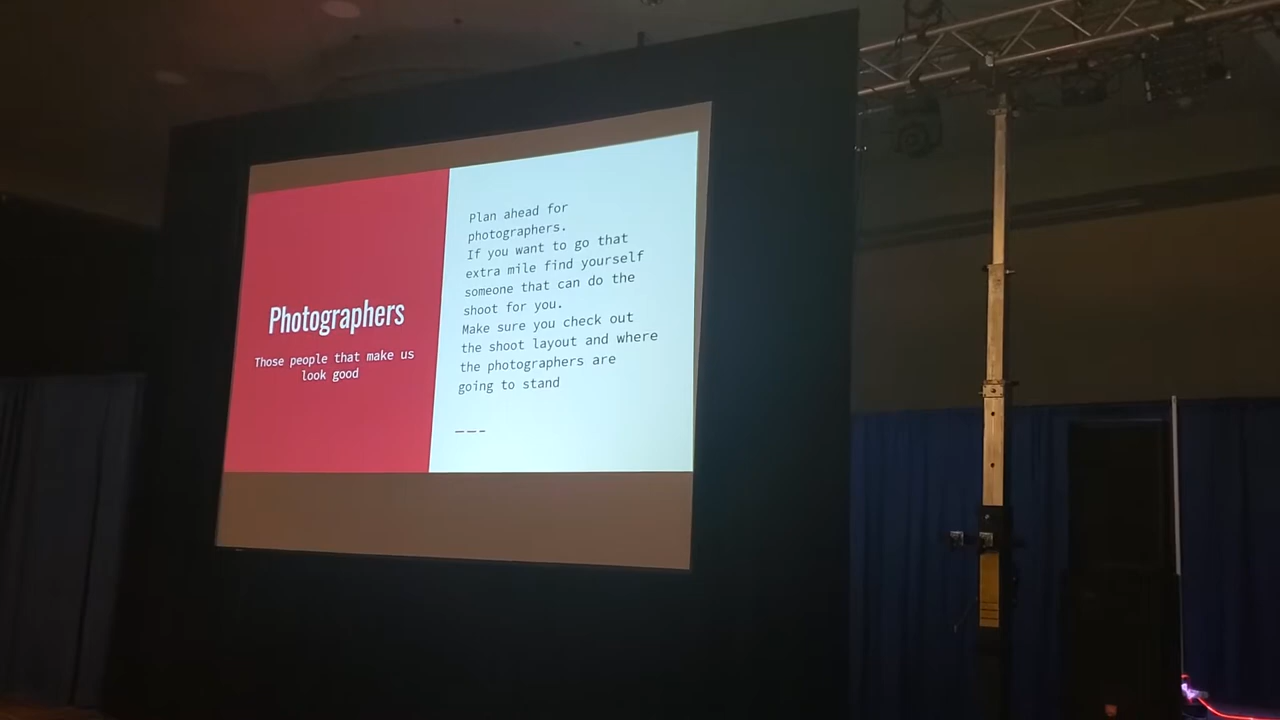 Photographers
Those people that make us
look good
Plan ahead for
photographers.
If you want to go that
extra mile find yourself
someone that can do the
shoot for you.
Make sure you check out
the shoot layout and where
the photographers are
going to stand